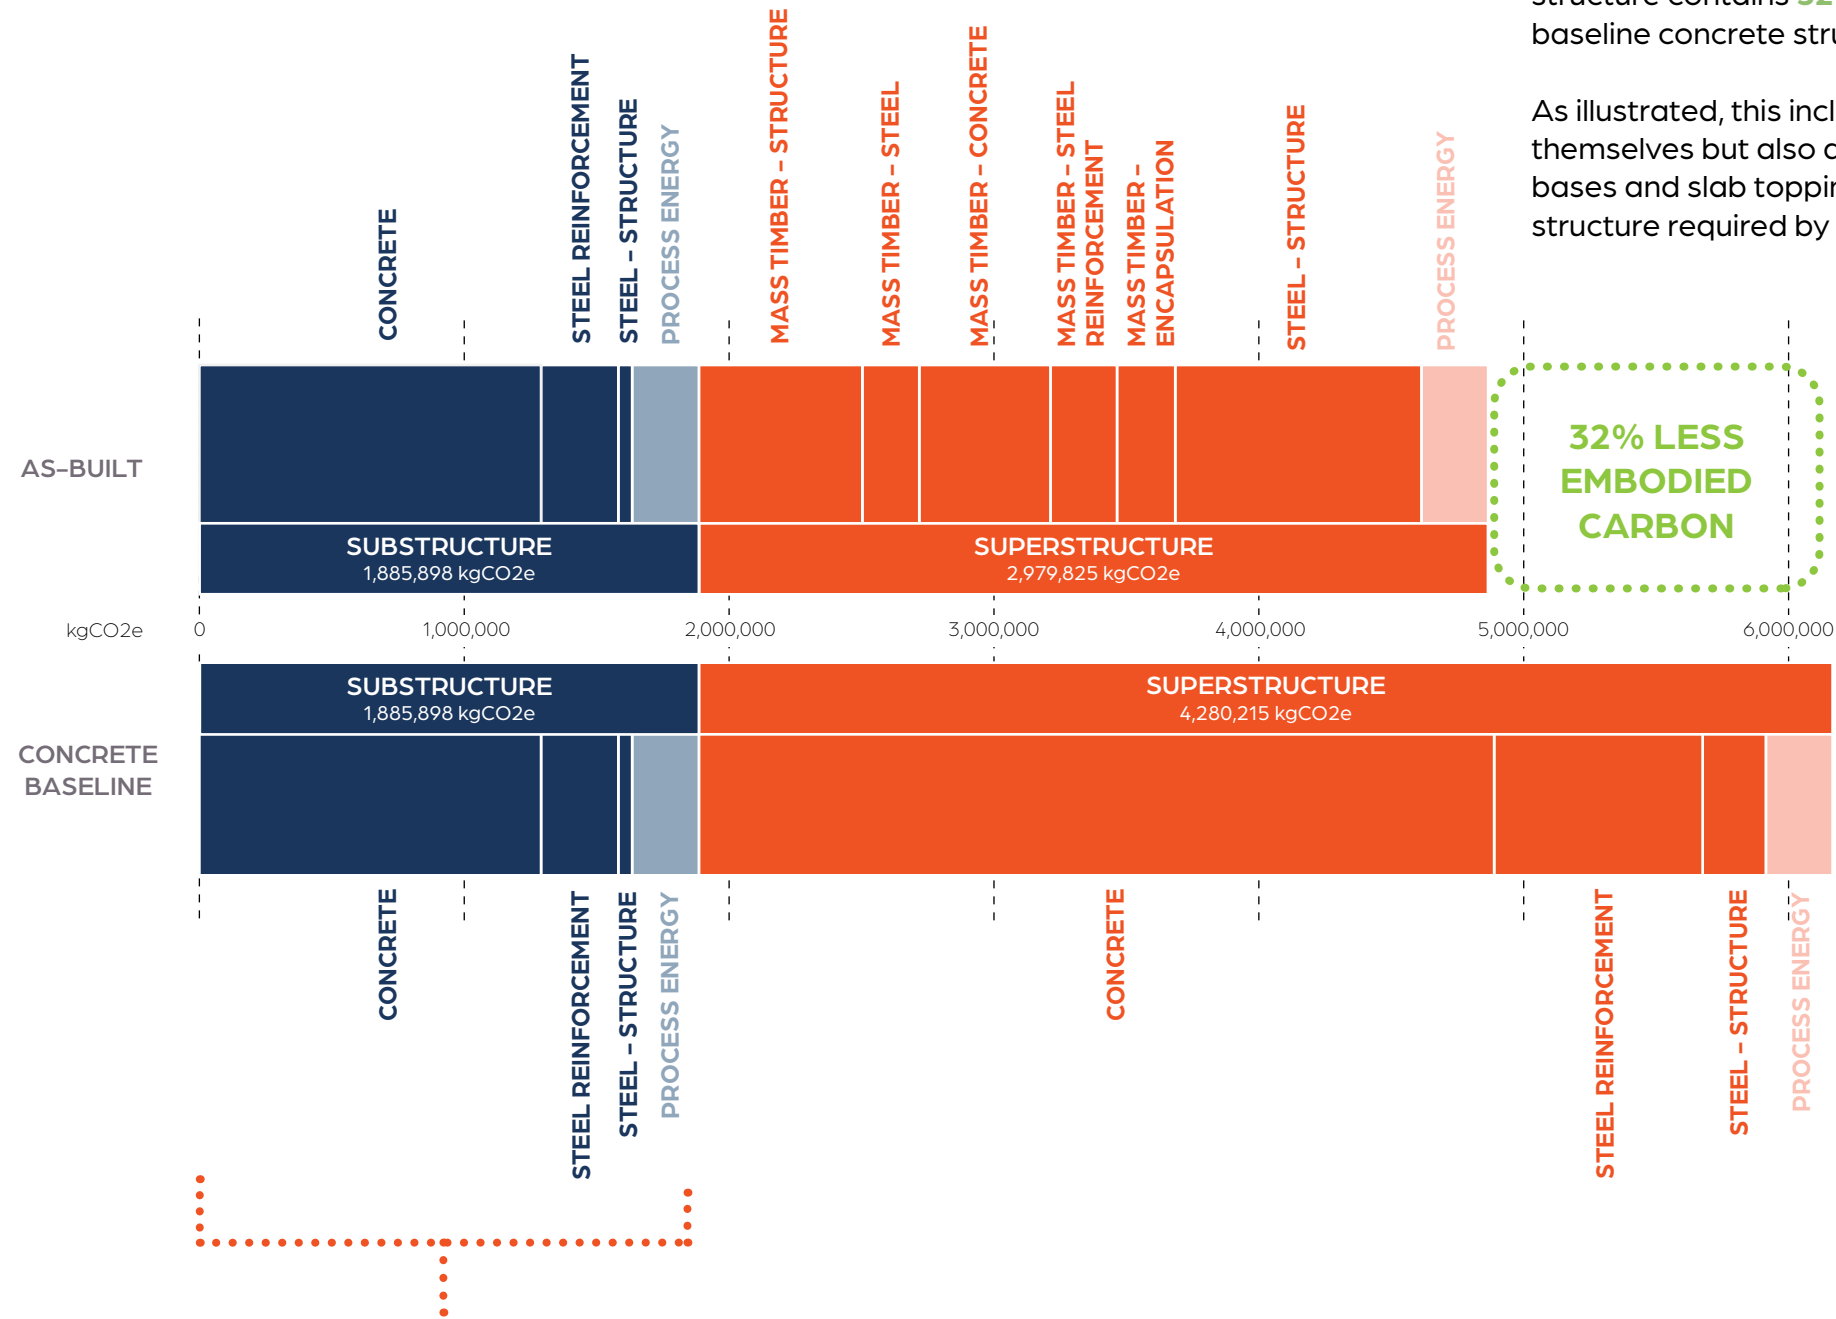 structure contains 32
baseline concrete stru
As illustrated, this incl
themselves but also a
bases and slab toppin
structure required by
CONCRETE
STEEL REINFORCEMENT
STEEL – STRUCTURE
PROCESS ENERGY
MASS TIMBER – STRUCTURE
MASS TIMBER – STEEL
MASS TIMBER – CONCRETE
MASS TIMBER – STEEL
REINFORCEMENT
MASS TIMBER –
ENCAPSULATION
STEEL – STRUCTURE
PROCESS ENERGY
AS-BUILT
32% LESS
EMBODIED
CARBON
SUBSTRUCTURE
1,885,898 kgCO2e
SUPERSTRUCTURE
2,979,825 kgCO2e
kgCO2e 0 1,000,000 2,000,000 3,000,000 4,000,000 5,000,000 6,000,000
SUBSTRUCTURE
1,885,898 kgCO2e
SUPERSTRUCTURE
4,280,215 kgCO2e
CONCRETE
BASELINE
CONCRETE
STEEL REINFORCEMENT
STEEL – STRUCTURE
PROCESS ENERGY
CONCRETE
STEEL REINFORCEMENT
STEEL – STRUCTURE
PROCESS ENERGY